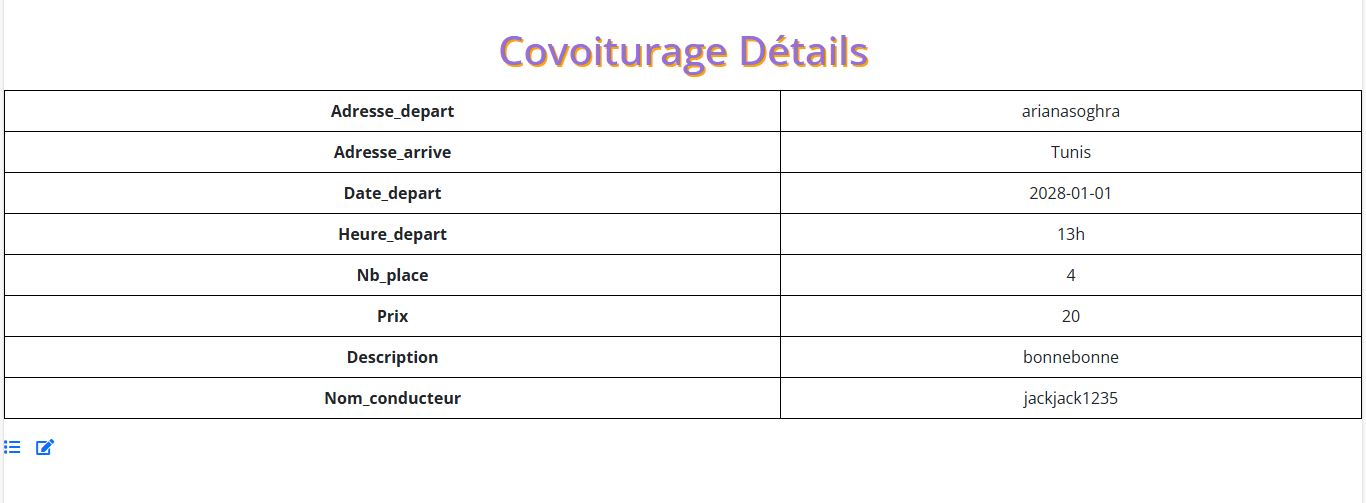 Covoiturage Détails
Adresse_depart arianasoghra
Adresse_arrive Tunis
Date_depart 2028-01-01
Heure_depart 13h
Nb_place 4
Prix 20
Description bonnebonne
Nom_conducteur jackjack1235